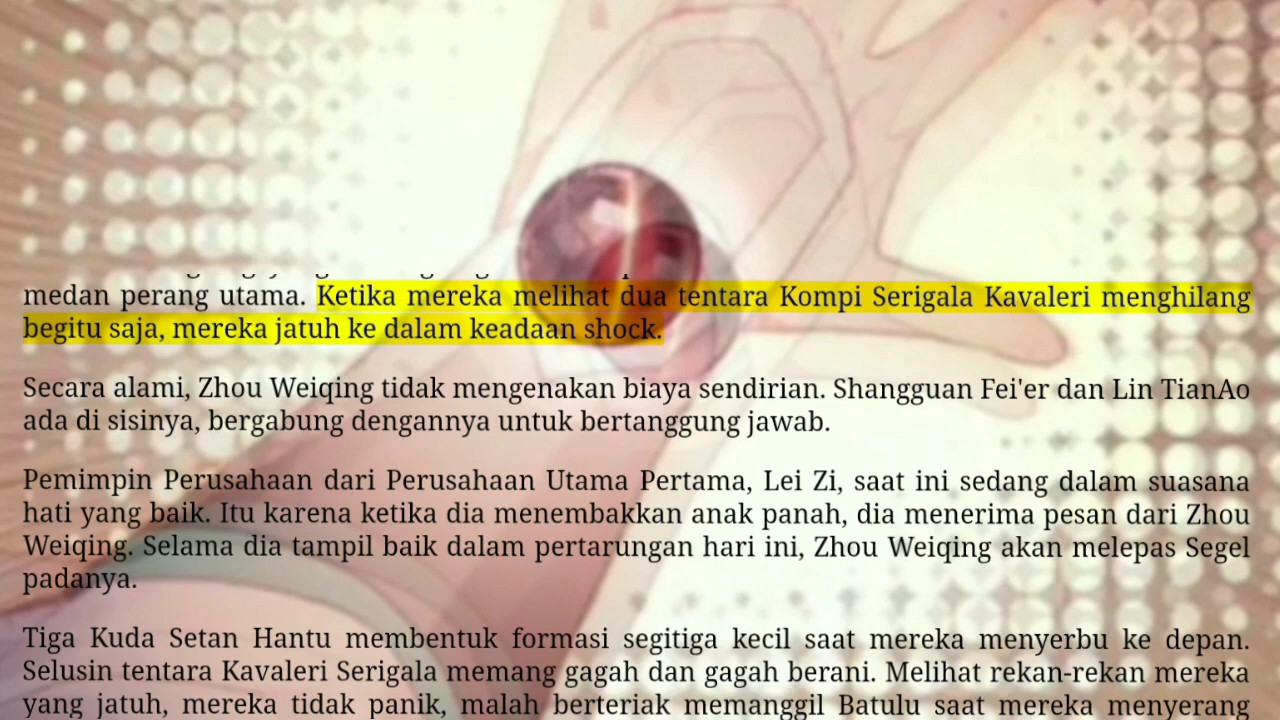 medan perang utama. Ketika mereka melihat dua tentara Kompi Serigala Kavaleri menghilang
begitu saja, mereka jatuh ke dalam keadaan shock.
Secara alami, Zhou Weiqing tidak mengenakan biaya sendirian. Shangguan Fei'er dan Lin TianAo
ada di sisinya, bergabung dengannya untuk bertanggung jawab.
Pemimpin Perusahaan dari Perusahaan Utama Pertama, Lei Zi, saat ini sedang dalam suasana
hati yang baik. Itu karena ketika dia menembakkan anak panah, dia menerima pesan dari Zhou
Weiqing. Selama dia tampil baik dalam pertarungan hari ini, Zhou Weiqing akan melepas Segel
padanya.
Tiga Kuda Setan Hantu membentuk formasi segitiga kecil saat mereka menyerbu ke depan.
Selusin tentara Kavaleri Serigala memang gagah dan gagah berani. Melihat rekan-rekan mereka
yang jatuh, mereka tidak panik, malah berteriak memanggil Batulu saat mereka menyerang